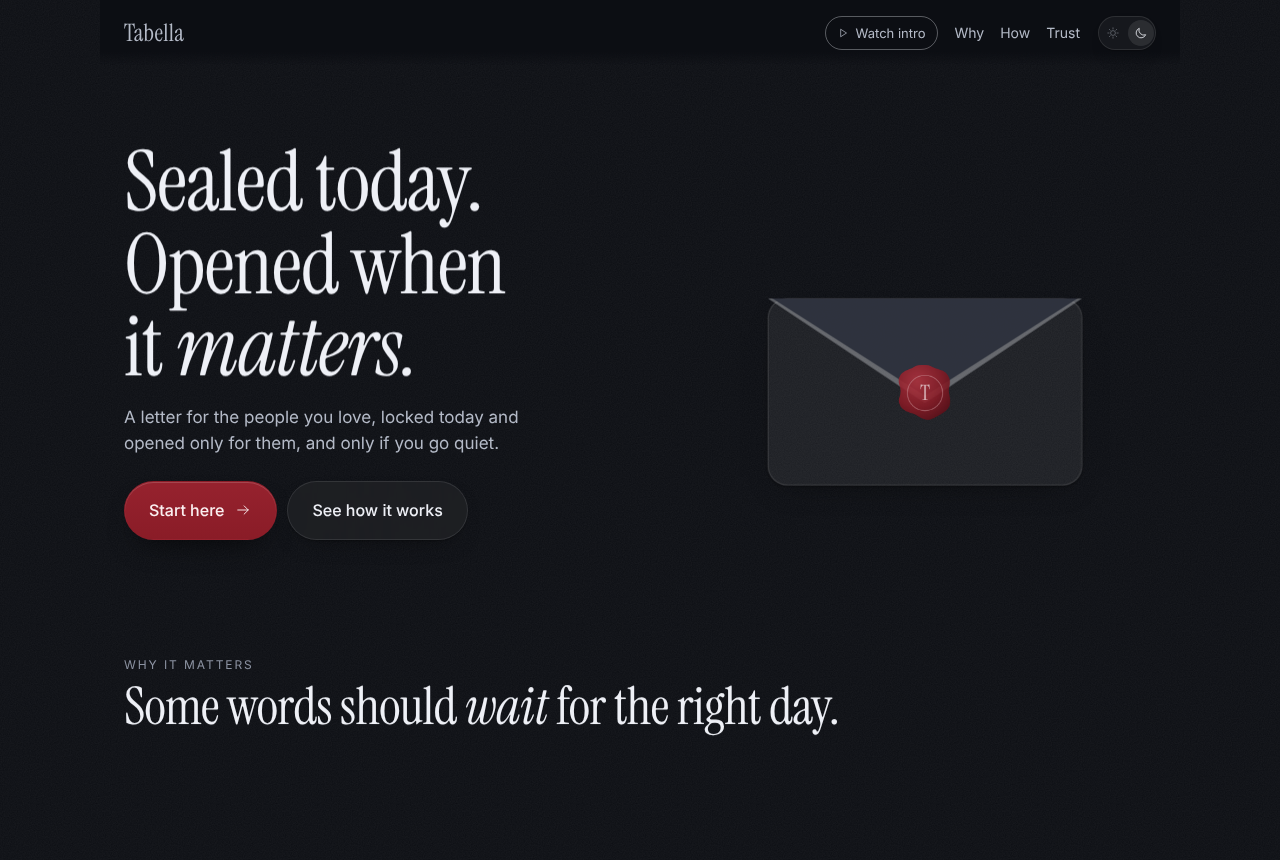 Tabella
Watch intro
Why
How
Trust
Sealed today.
Opened when
it matters.
A letter for the people you love, locked today and
opened only for them, and only if you go quiet.
Start here
See how it works
T
WHY IT MATTERS
Some words should wait for the right day.